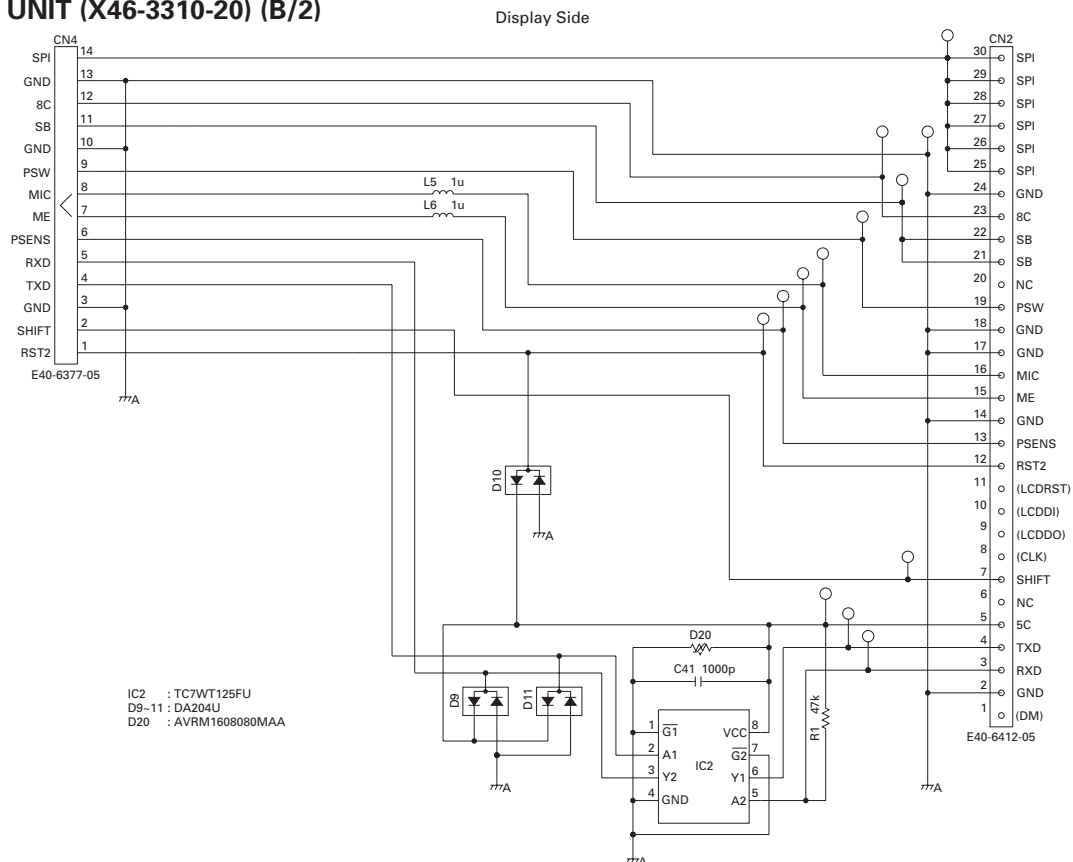 UNIT (X46-3310-20) (B/2)
Display Side
CN4
SPI 14
GND 13
8C 12
SB 11
GND 10
PSW 9
MIC 8
ME 7
PSENS 6
RXD 5
TXD 4
GND 3
SHIFT 2
RST2 1
E40-6377-05
A
L5 1u
L6 1u
CN2
30 SPI
29 SPI
28 SPI
27 SPI
26 SPI
25 SPI
24 GND
23 8C
22 SB
21 SB
20 NC
19 PSW
18 GND
17 GND
16 MIC
15 ME
14 GND
13 PSENS
12 RST2
11 (LCDRST)
10 (LCDDI)
9 (LCDDO)
8 (CLK)
7 SHIFT
6 NC
5 5C
4 TXD
3 RXD
2 GND
1 (DM)
E40-6412-05
A
D10
A
D9
D11
A
D20
C41 1000p
R1 47k
1 G1
2 A1
3 Y2
4 GND
IC2
VCC 8
G2 7
Y1 6
A2 5
A
IC2 : TC7WT125FU
D9~11 : DA204U
D20 : AVRM1608080MAA